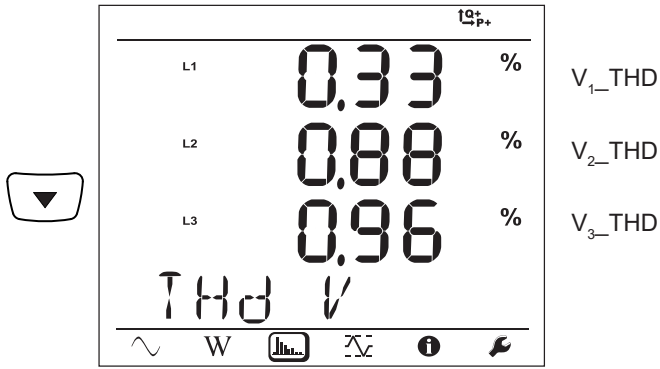 Q+
P+
L1 0.33 % V1_THD
L2 0.88 % V2_THD
L3 0.96 % V3_THD
THd V
W